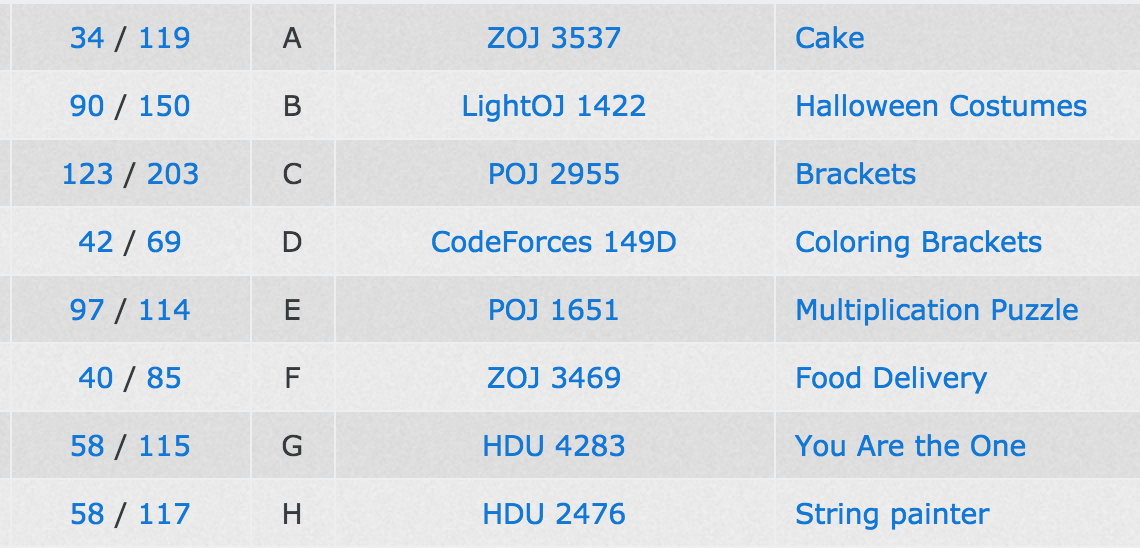 34 / 119 A ZOJ 3537 Cake
90 / 150 B LightOJ 1422 Halloween Costumes
123 / 203 C POJ 2955 Brackets
42 / 69 D CodeForces 149D Coloring Brackets
97 / 114 E POJ 1651 Multiplication Puzzle
40 / 85 F ZOJ 3469 Food Delivery
58 / 115 G HDU 4283 You Are the One
58 / 117 H HDU 2476 String painter